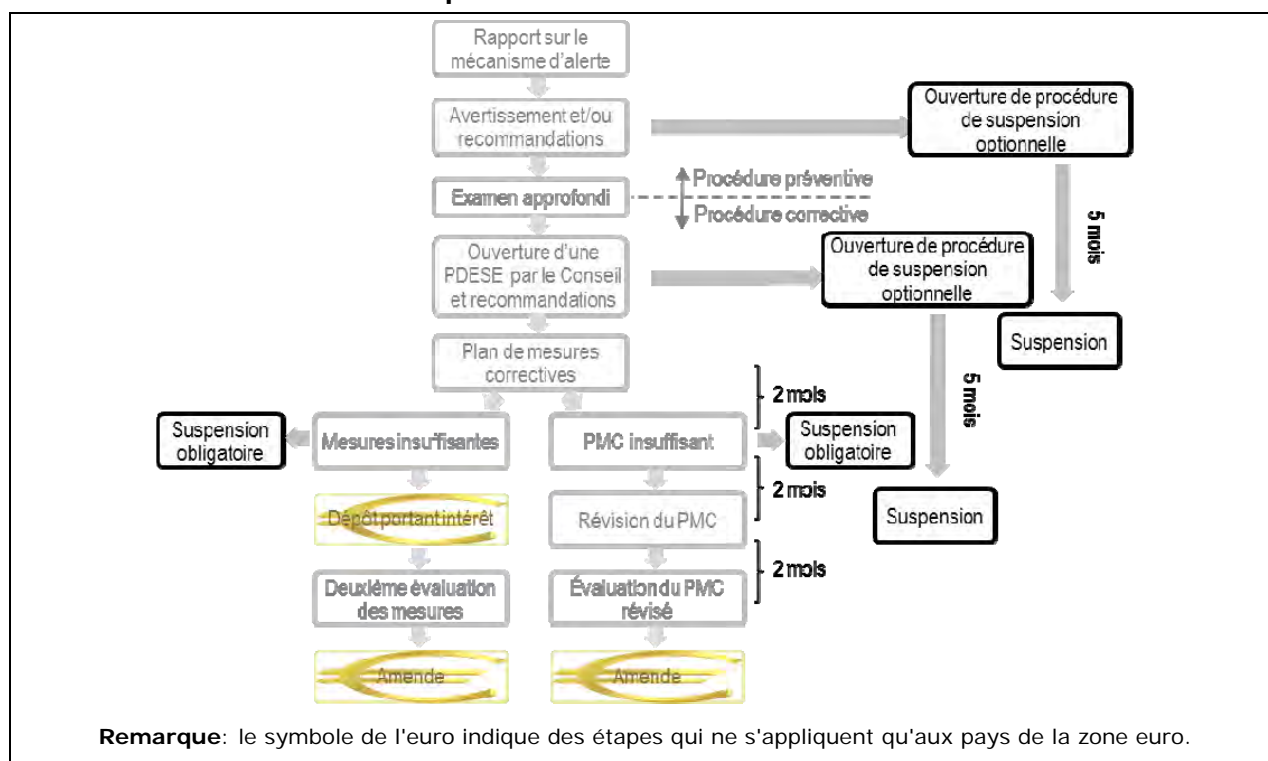 Rapport sur le
mécanisme d'alerte
Avertissement et/ou
recommandations
Ouverture de procédure
de suspension
optionnelle
Examen approfondi
Procédure préventive
Procédure corrective
5 mois
Ouverture d'une
PDESE par le Conseil
et recommandations
Ouverture de procédure
de suspension
optionnelle
Suspension
Plan de mesures
correctives
2 mois
5 mois
Suspension
obligatoire
Mesures insuffisantes
PMC insuffisant
Suspension
obligatoire
2 mois
Dépôt portant intérêt
Révision du PMC
Suspension
2 mois
Deuxième évaluation
des mesures
Évaluation du PMC
révisé
Amende
Amende
Remarque: le symbole de l'euro indique des étapes qui ne s'appliquent qu'aux pays de la zone euro.